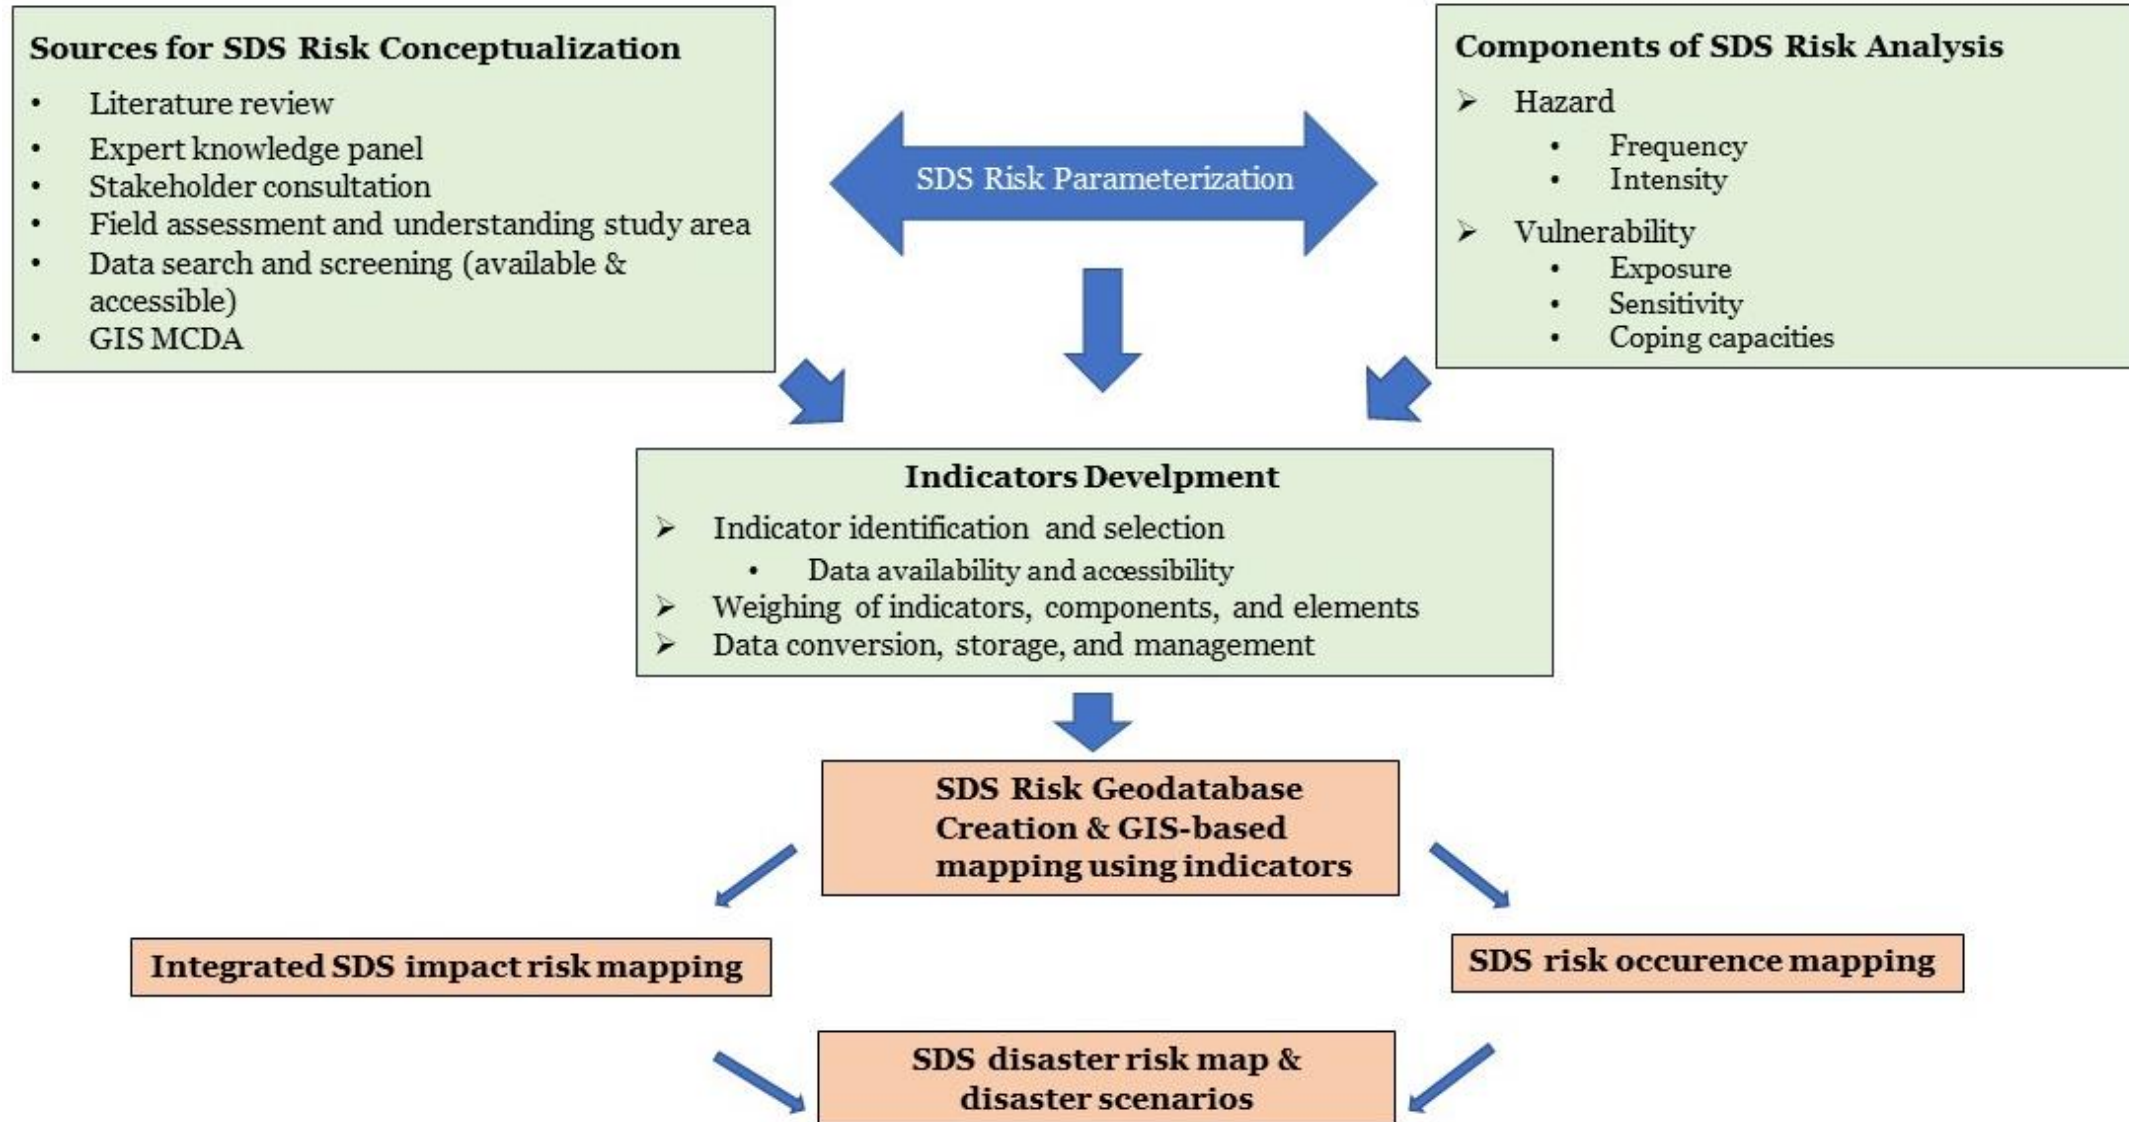 Sources for SDS Risk Conceptualization
• Literature review
• Expert knowledge panel
• Stakeholder consultation
• Field assessment and understanding study area
• Data search and screening (available &
accessible)
• GIS MCDA
SDS Risk Parameterization
Components of SDS Risk Analysis
➢ Hazard
• Frequency
• Intensity
➢ Vulnerability
• Exposure
• Sensitivity
• Coping capacities
Indicators Develpment
➢ Indicator identification and selection
• Data availability and accessibility
➢ Weighing of indicators, components, and elements
➢ Data conversion, storage, and management
SDS Risk Geodatabase
Creation & GIS-based
mapping using indicators
Integrated SDS impact risk mapping
SDS risk occurence mapping
SDS disaster risk map &
disaster scenarios